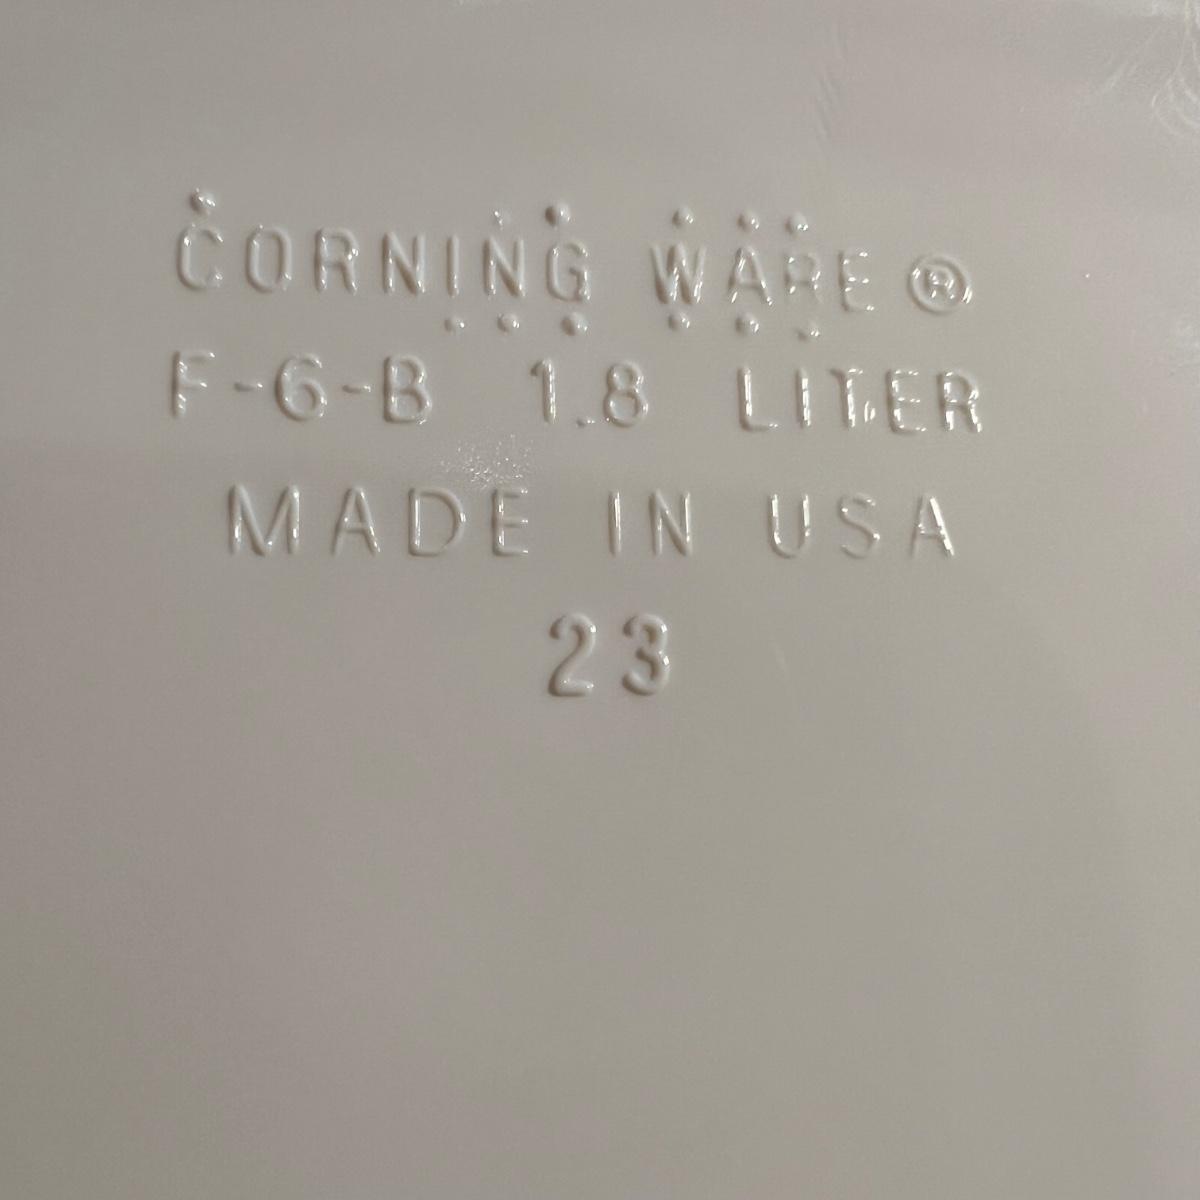 CORNING WARE ®
F-6-B 1.8 LITER
MADE IN USA
23